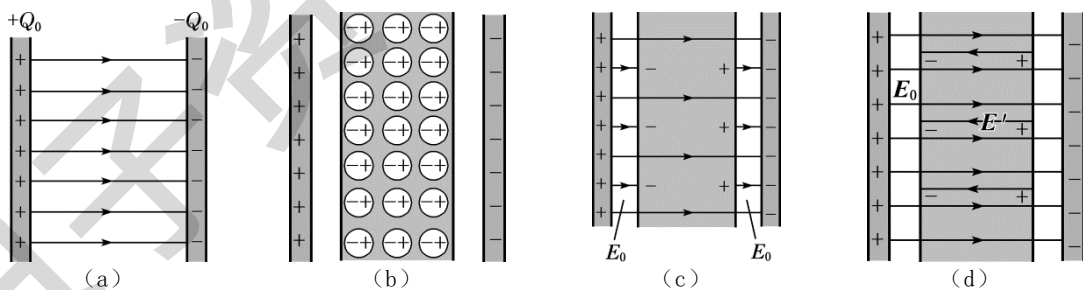 +Q₀ −Q₀
+ − + − + − + − + − + − + −
(a)
+ −+ −+ −+ −
+ −+ −+ −+ −
+ −+ −+ −+ −
+ −+ −+ −+ −
+ −+ −+ −+ −
+ −+ −+ −+ −
−+ −+ −+
(b)
+ −
+ − + −
+ −
+ − + −
+ −
+ − + −
+ −
E₀ E₀
(c)
+ −
− +
+ −
E₀
+ −
− E′ +
+ −
+ −
− +
+ −
+ −
(d)